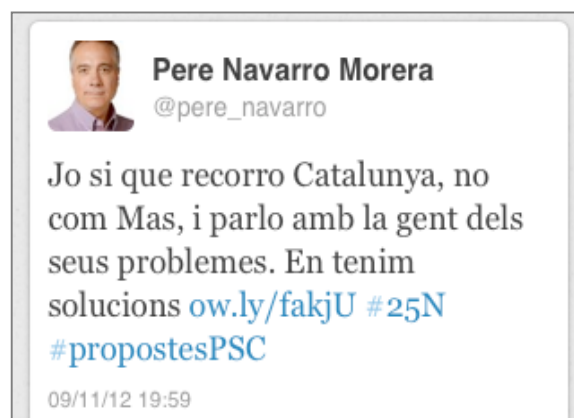 Pere Navarro Morera
@pere_navarro
Jo si que recorro Catalunya, no
com Mas, i parlo amb la gent dels
seus problemes. En tenim
solucions ow.ly/fakjU #25N
#propostesPSC
09/11/12 19:59